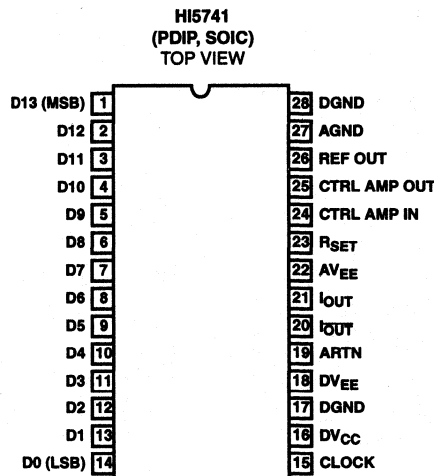 HI5741
(PDIP, SOIC)
TOP VIEW
D13 (MSB) 1 28 DGND
D12 2 27 AGND
D11 3 26 REF OUT
D10 4 25 CTRL AMP OUT
D9 5 24 CTRL AMP IN
D8 6 23 RSET
D7 7 22 AVEE
D6 8 21 IOUT
D5 9 20 I̅O̅U̅T̅
D4 10 19 ARTN
D3 11 18 DVEE
D2 12 17 DGND
D1 13 16 DVCC
D0 (LSB) 14 15 CLOCK